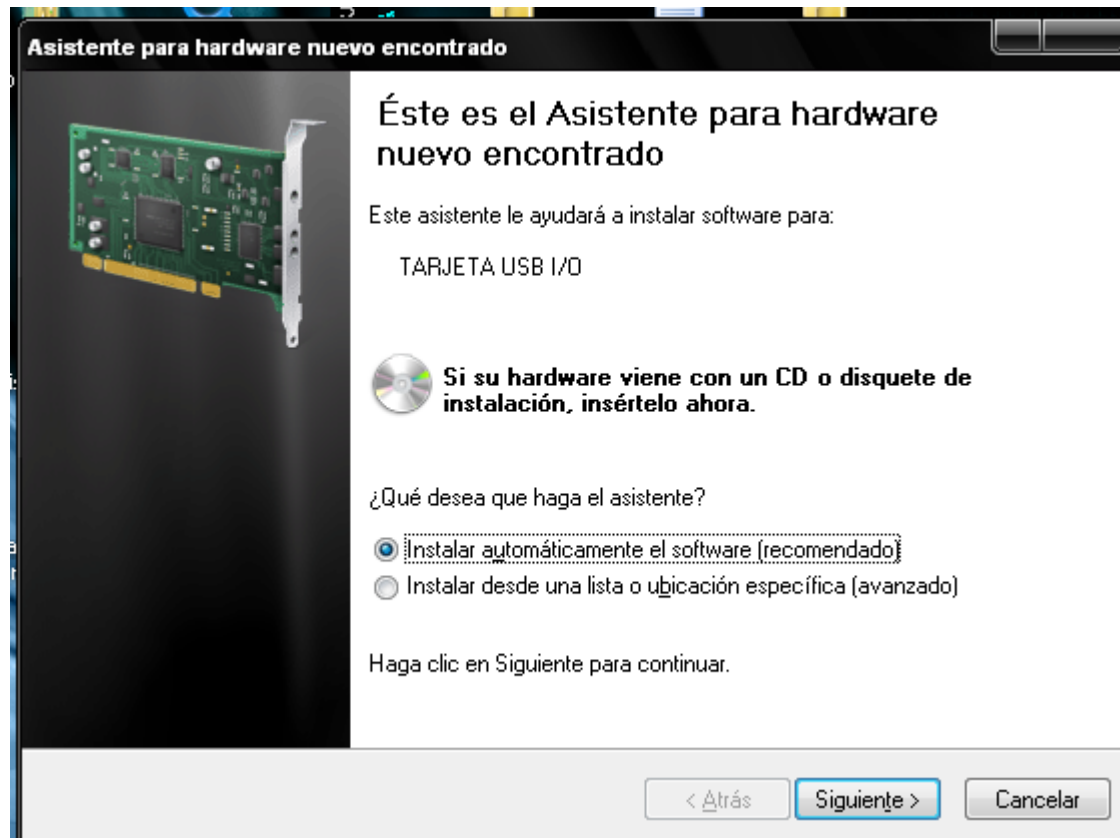 Asistente para hardware nuevo encontrado
Éste es el Asistente para hardware
nuevo encontrado
Este asistente le ayudará a instalar software para:
TARJETA USB I/O
Si su hardware viene con un CD o disquete de
instalación, insértelo ahora.
¿Qué desea que haga el asistente?
Instalar automáticamente el software (recomendado)
Instalar desde una lista o ubicación específica (avanzado)
Haga clic en Siguiente para continuar.
< Atrás
Siguiente >
Cancelar